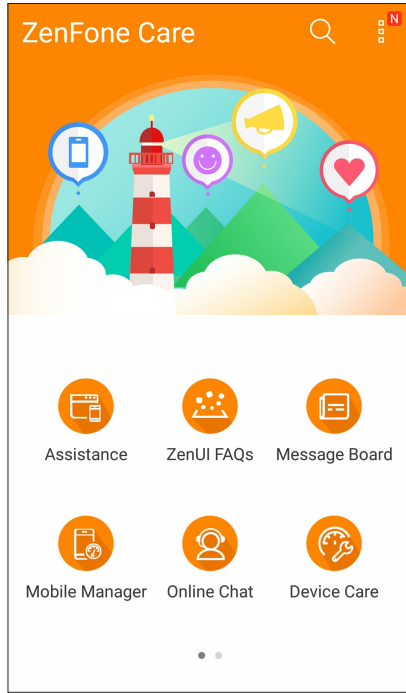 ZenFone Care
N
Assistance
ZenUI FAQs
Message Board
Mobile Manager
Online Chat
Device Care